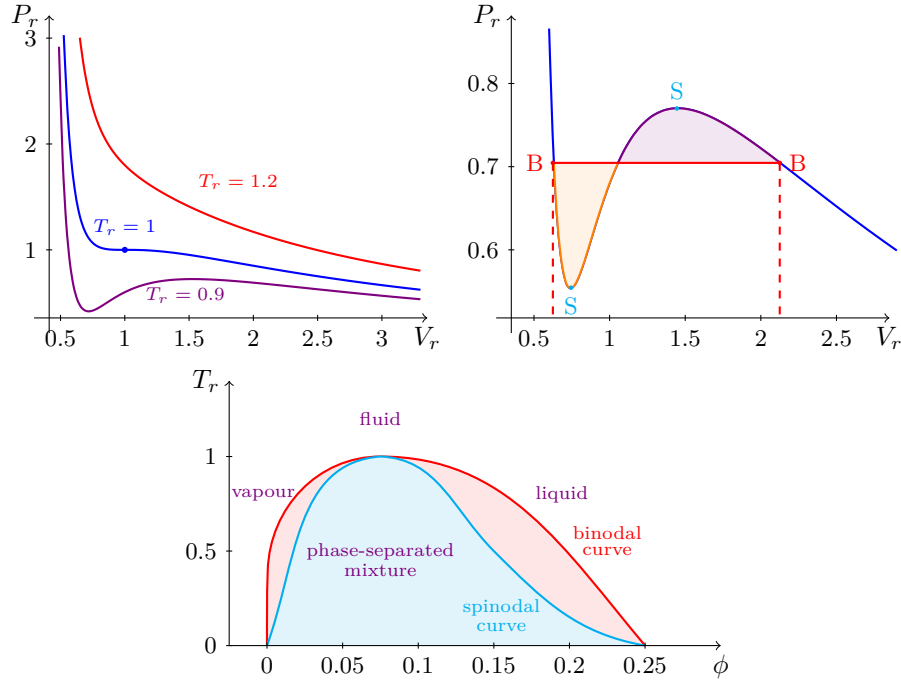 P_r
3
2
1
0.5
1
1.5
2
2.5
3
V_r
T_r = 1.2
T_r = 1
T_r = 0.9
P_r
0.8
0.7
0.6
0.5
1
1.5
2
2.5
V_r
S
B
B
S
T_r
1
0.5
0
0
0.05
0.1
0.15
0.2
0.25
ϕ
fluid
vapour
liquid
binodal
curve
phase-separated
mixture
spinodal
curve